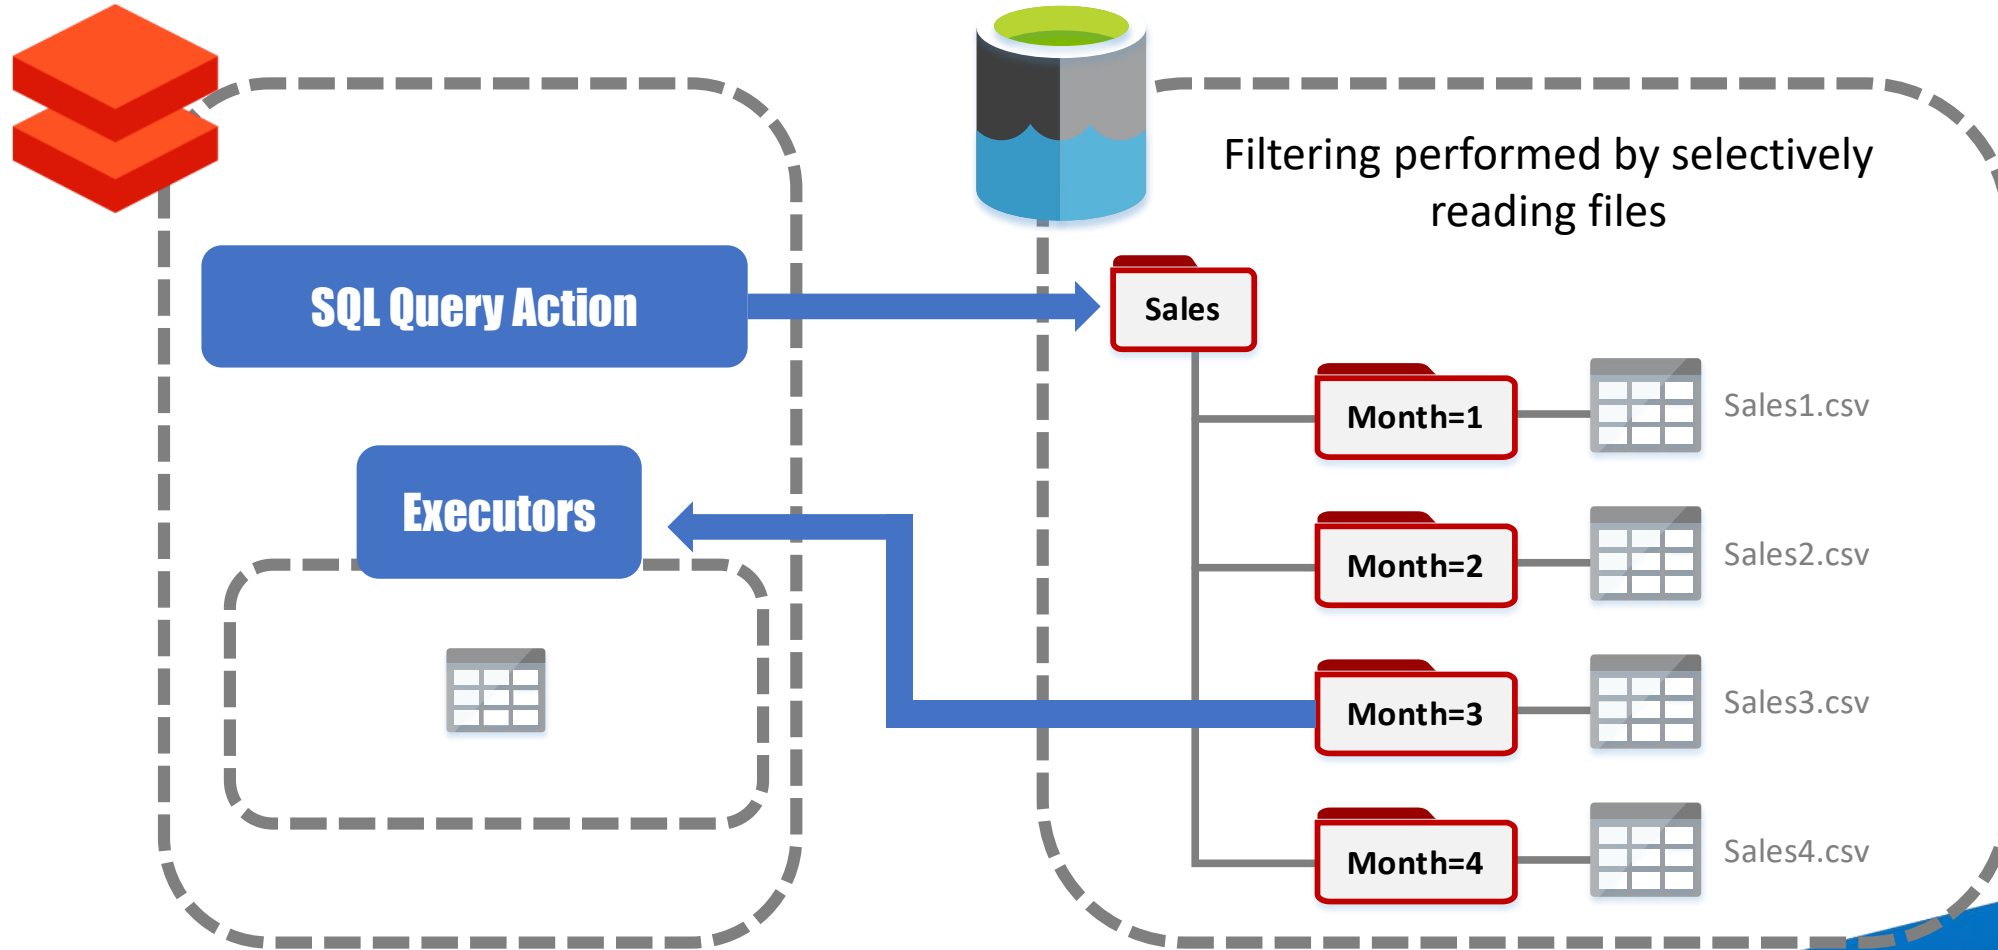 Filtering performed by selectively
reading files
SQL Query Action
Sales
Month=1
Sales1.csv
Executors
Month=2
Sales2.csv
Month=3
Sales3.csv
Month=4
Sales4.csv